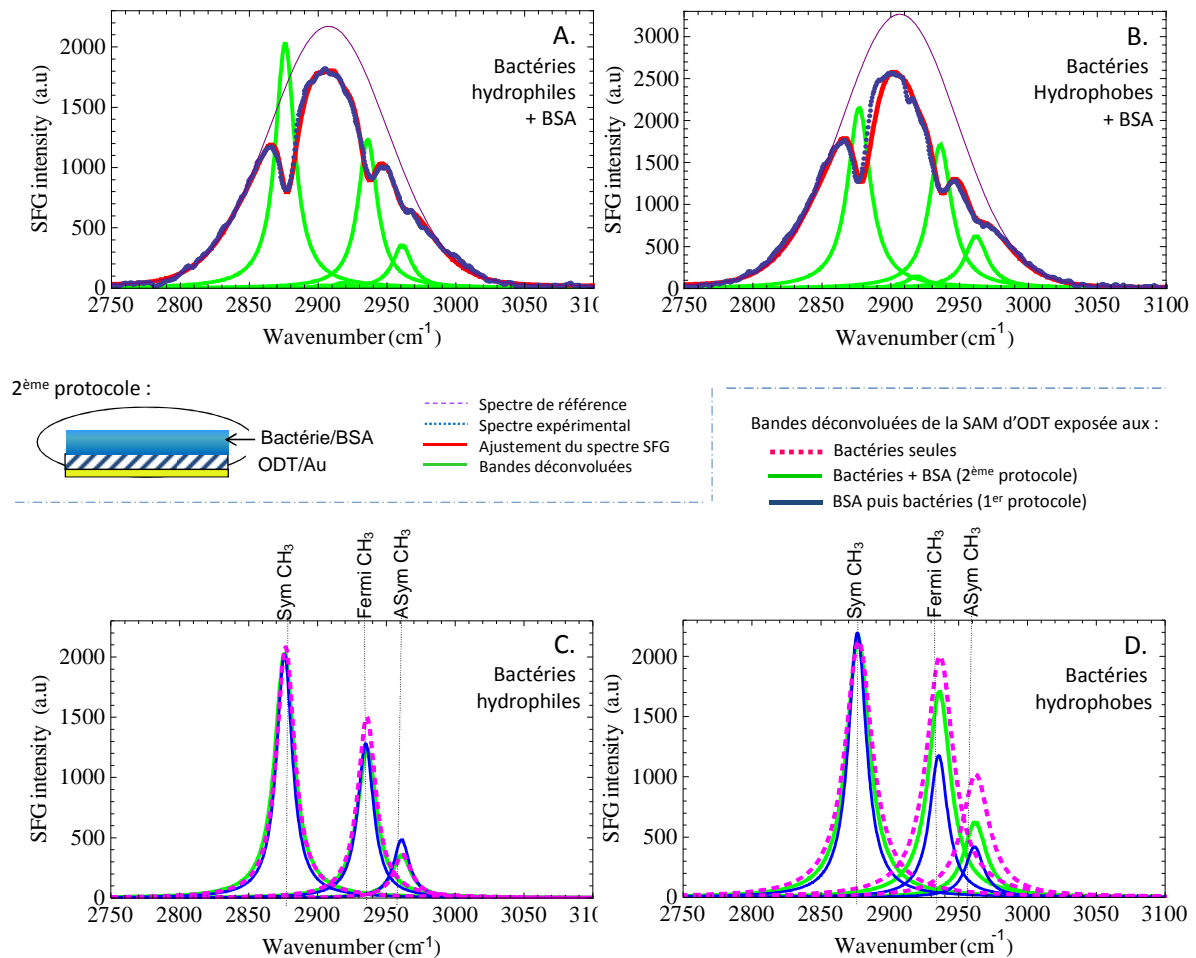 A.
Bactéries
hydrophiles
+ BSA
SFG intensity (a.u)
2000
1500
1000
500
0
2750 2800 2850 2900 2950 3000 3050 310
Wavenumber (cm-1)
B.
Bactéries
Hydrophobes
+ BSA
SFG intensity (a.u)
3000
2500
2000
1500
1000
500
0
2750 2800 2850 2900 2950 3000 3050 3100
Wavenumber (cm-1)
2ème protocole :
Bactérie/BSA
ODT/Au
Spectre de référence
Spectre expérimental
Ajustement du spectre SFG
Bandes déconvoluées
Bandes déconvoluées de la SAM d'ODT exposée aux :
Bactéries seules
Bactéries + BSA (2ème protocole)
BSA puis bactéries (1er protocole)
Sym CH3
Fermi CH3
ASym CH3
C.
Bactéries
hydrophiles
SFG intensity (a.u)
2000
1500
1000
500
0
2750 2800 2850 2900 2950 3000 3050 310
Wavenumber (cm-1)
Sym CH3
Fermi CH3
ASym CH3
D.
Bactéries
hydrophobes
SFG intensity (a.u)
2000
1500
1000
500
0
2750 2800 2850 2900 2950 3000 3050 3100
Wavenumber (cm-1)